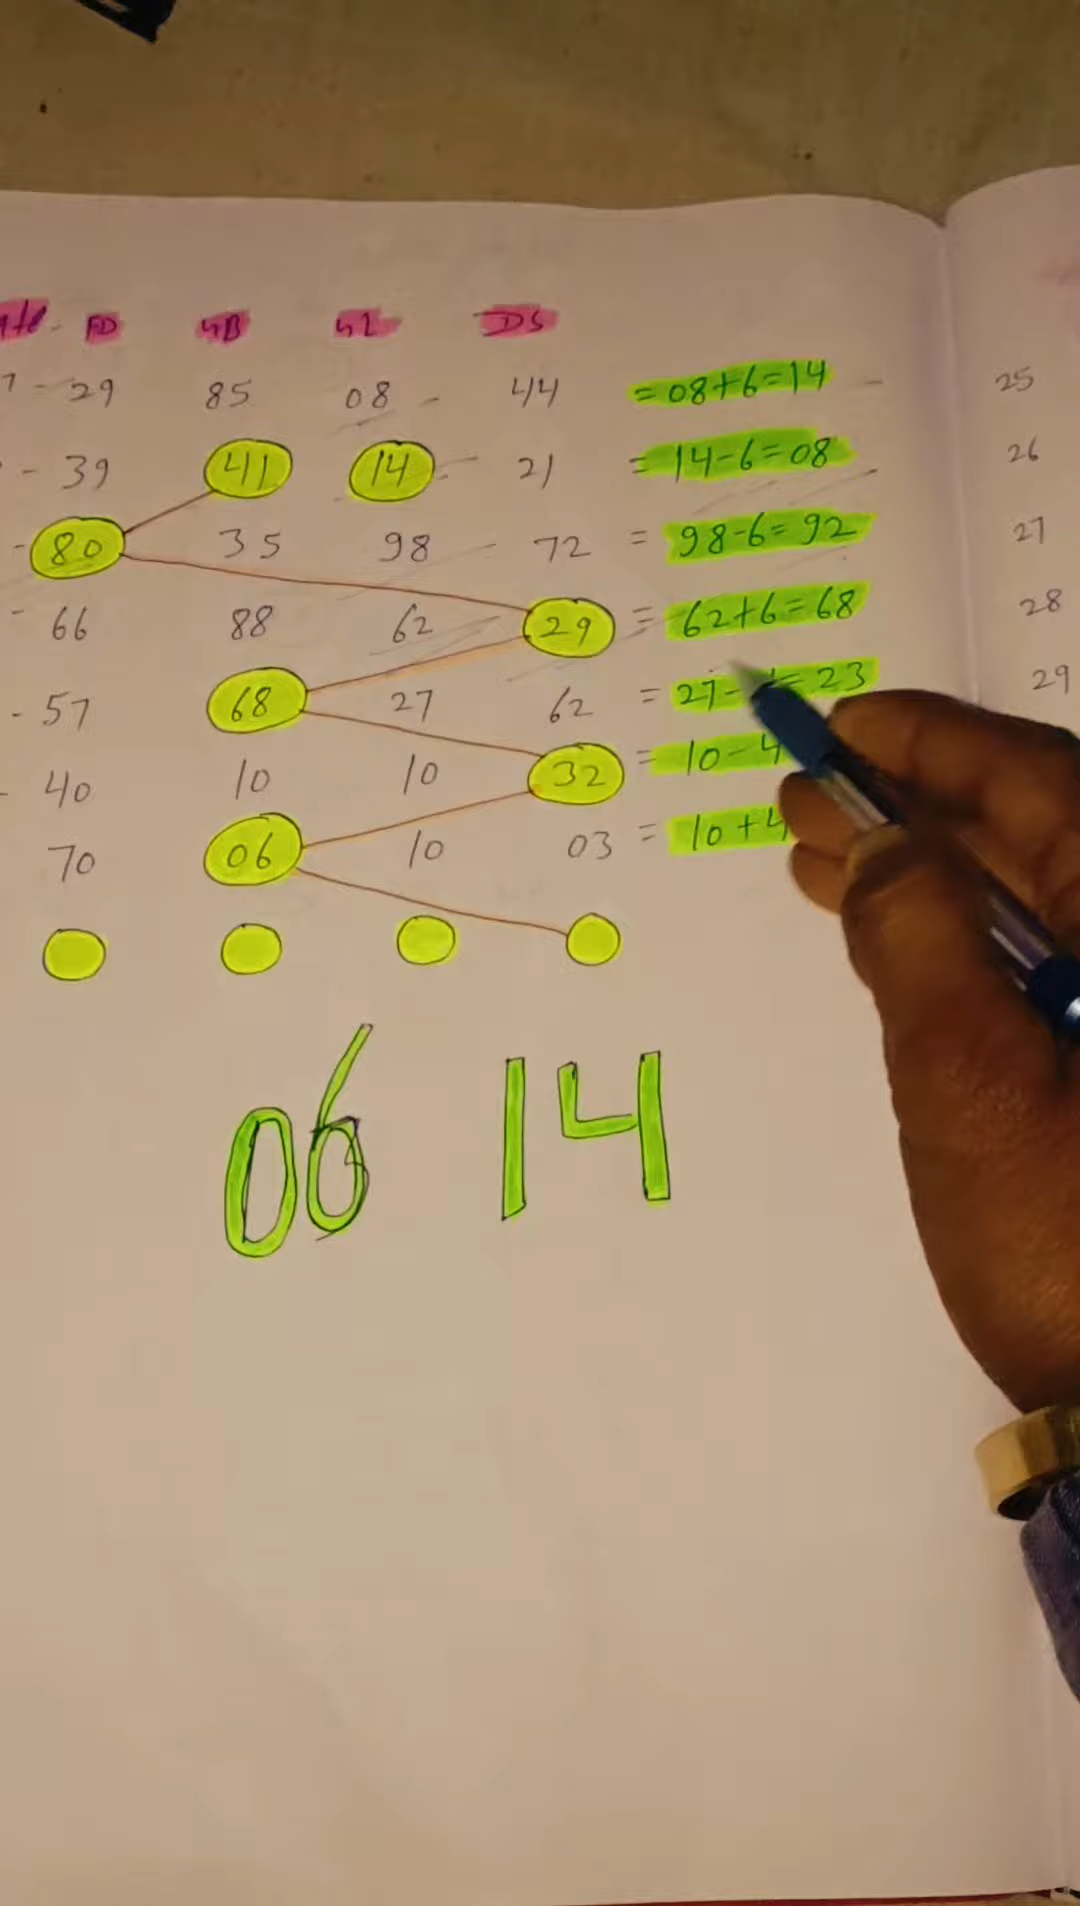 FD GB GZ DS
29 85 08 - 44 = 08+6=14 - 25
- 39 41 14 - 21 = 14-6=08 26
- 80 35 98 - 72 = 98-6=92 27
- 66 88 62 29 = 62+6=68 28
- 57 68 27 62 = 27- = 23 29
- 40 10 10 32 = 10-4
70 06 10 03 = 10+4
06 14